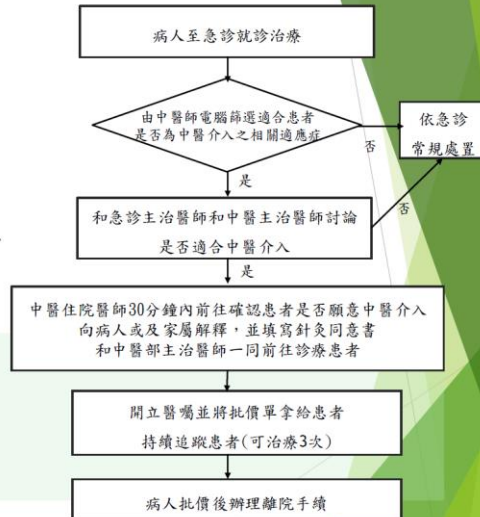 病人至急診就診治療
由中醫師電腦篩選適合患者
是否為中醫介入之相關適應症
否
依急診
常規處置
是
和急診主治醫師和中醫主治醫師討論
是否適合中醫介入
否
是
中醫住院醫師30分鐘內前往確認患者是否願意中醫介入
向病人或及家屬解釋，並填寫針灸同意書
和中醫部主治醫師一同前往診療患者
開立醫囑並將批價單拿給患者
持續追蹤患者(可治療3次)
病人批價後辦理離院手續